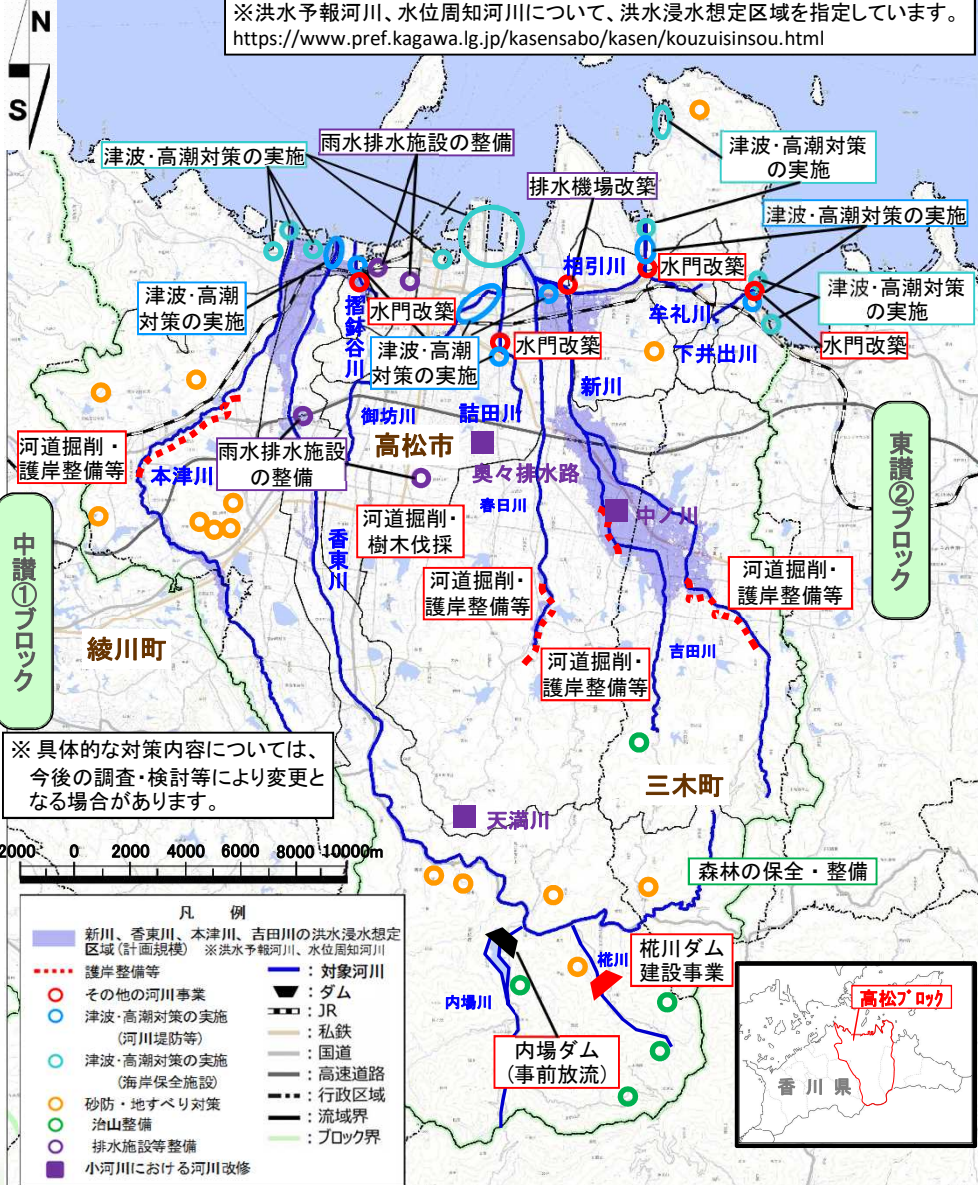 ※洪水予報河川、水位周知河川について、洪水浸水想定区域を指定しています。
https://www.pref.kagawa.lg.jp/kasensabo/kasen/kouzuisinsou.html
N
S
津波・高潮対策の実施
雨水排水施設の整備
津波・高潮対策
の実施
排水機場改築
津波・高潮対策の実施
相引川
水門改築
津波・高潮
対策の実施
摺鉢谷川
水門改築
牟礼川
津波・高潮対策
の実施
津波・高潮
対策の実施
水門改築
下井出川
水門改築
新川
御坊川
詰田川
河道掘削・
護岸整備等
本津川
雨水排水施設
の整備
高松市
奥々排水路
春日川
中ノ川
東讃②ブロック
中讃①ブロック
香東川
河道掘削・
樹木伐採
河道掘削・
護岸整備等
河道掘削・
護岸整備等
綾川町
河道掘削・
護岸整備等
吉田川
※ 具体的な対策内容については、
今後の調査・検討等により変更と
なる場合があります。
三木町
天満川
2000 0 2000 4000 6000 8000 10000m
森林の保全・整備
凡 例
新川、香東川、本津川、吉田川の洪水浸水想定
区域(計画規模) ※洪水予報河川、水位周知河川
護岸整備等
その他の河川事業
津波・高潮対策の実施
(河川堤防等)
津波・高潮対策の実施
(海岸保全施設)
砂防・地すべり対策
治山整備
排水施設等整備
小河川における河川改修
:対象河川
:ダム
:JR
:私鉄
:国道
:高速道路
:行政区域
:流域界
:ブロック界
内場川
椛川
椛川ダム
建設事業
内場ダム
(事前放流)
高松ブロック
香川県